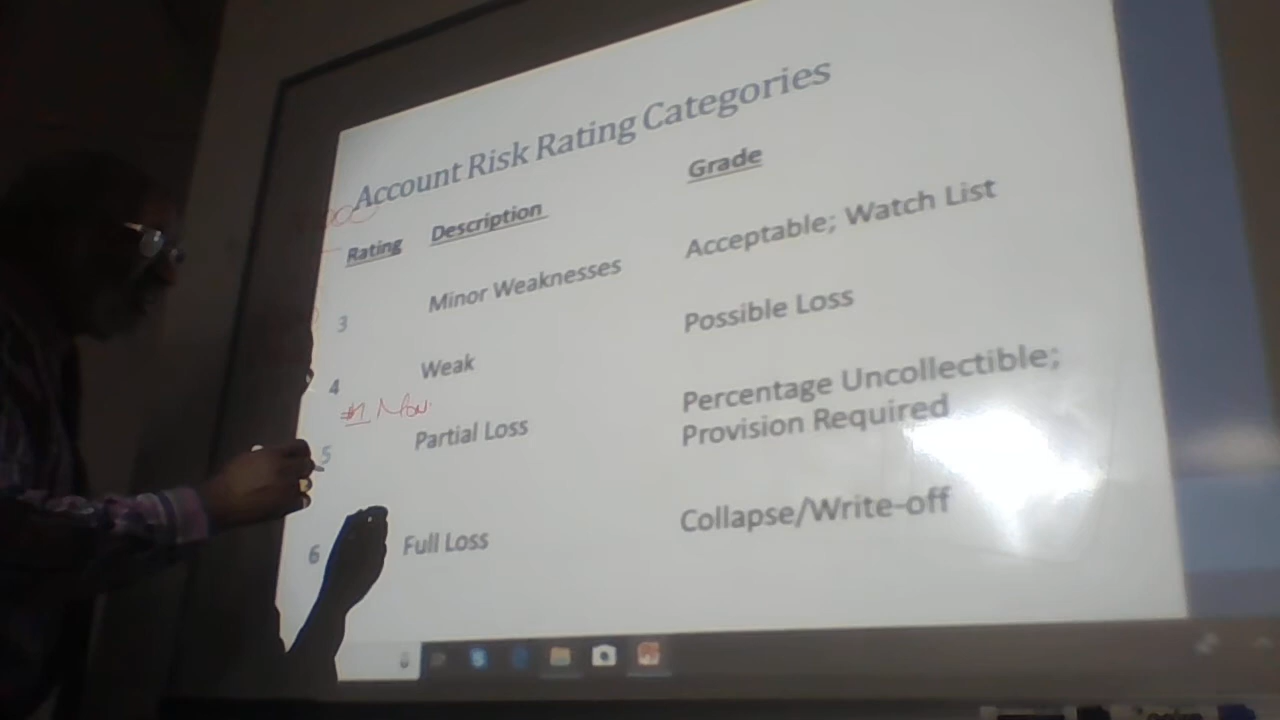 Account Risk Rating Categories
Rating Description Grade
3 Minor Weaknesses Acceptable; Watch List
4 Weak Possible Loss
5 Partial Loss Percentage Uncollectible;
Provision Required
6 Full Loss Collapse/Write-off